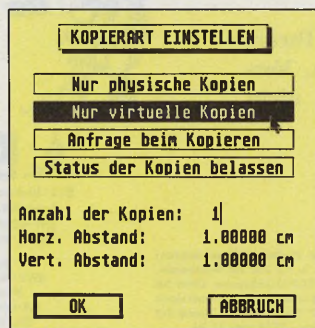 KOPIERART EINSTELLEN
Nur physische Kopien
Nur virtuelle Kopien
Anfrage beim Kopieren
Status der Kopien belassen
Anzahl der Kopien: 1
Horz. Abstand: 1.00000 cm
Vert. Abstand: 1.00000 cm
OK ABBRUCH